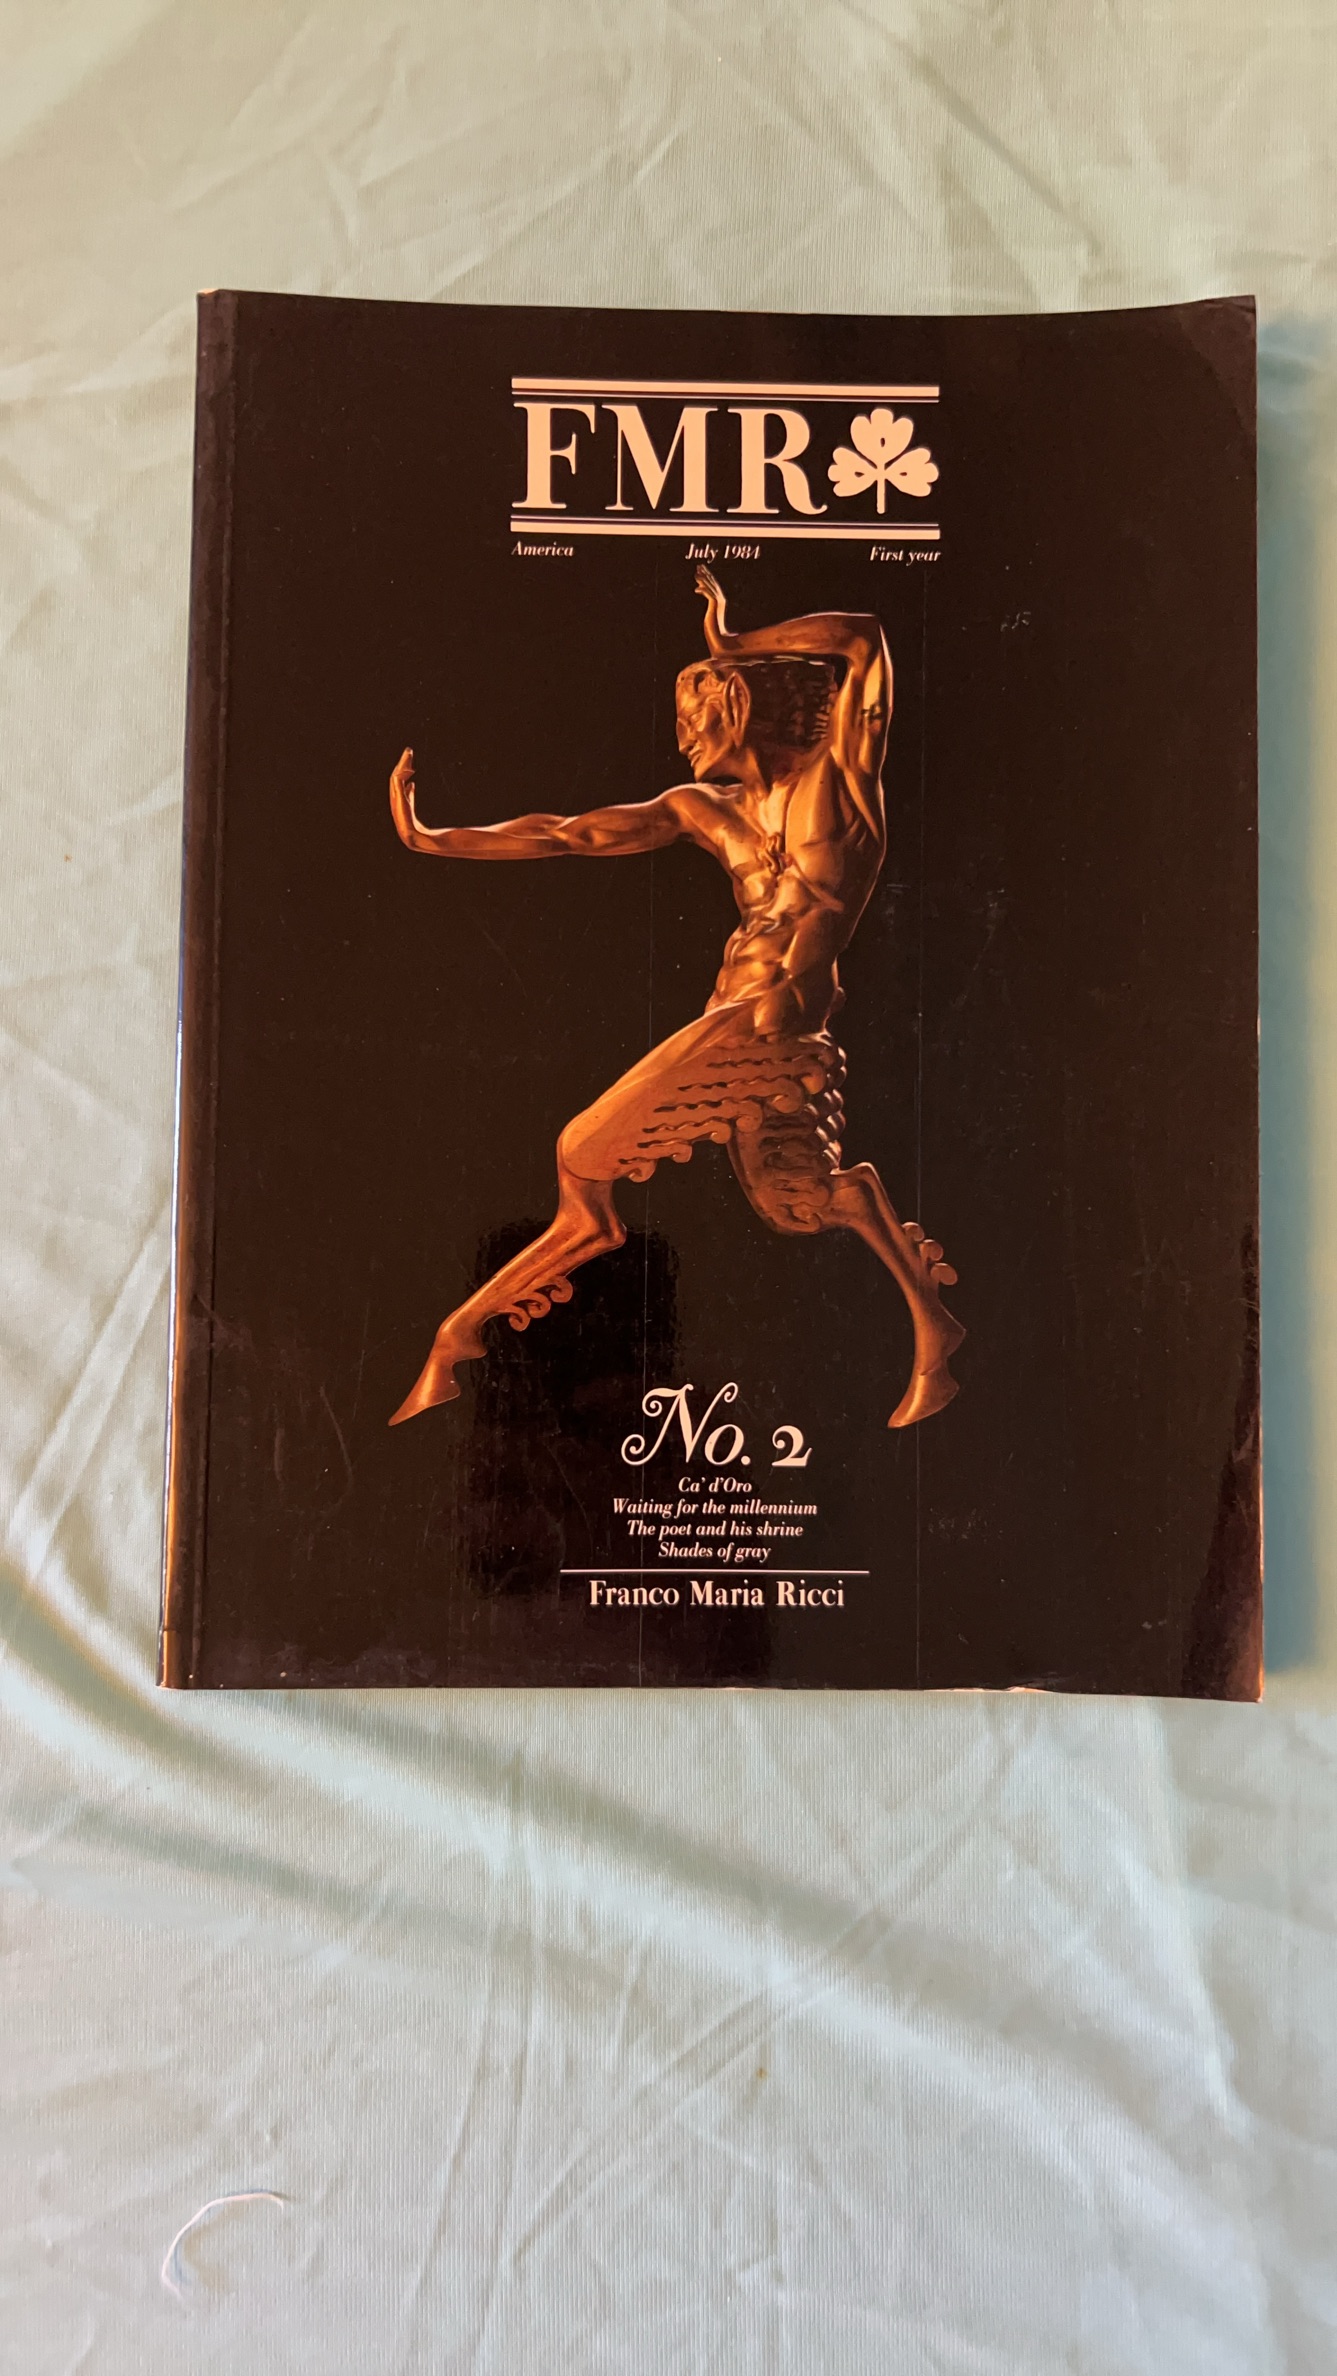 FMR
America July 1984 First year
No. 2
Ca' d'Oro
Waiting for the millennium
The poet and his shrine
Shades of gray
Franco Maria Ricci